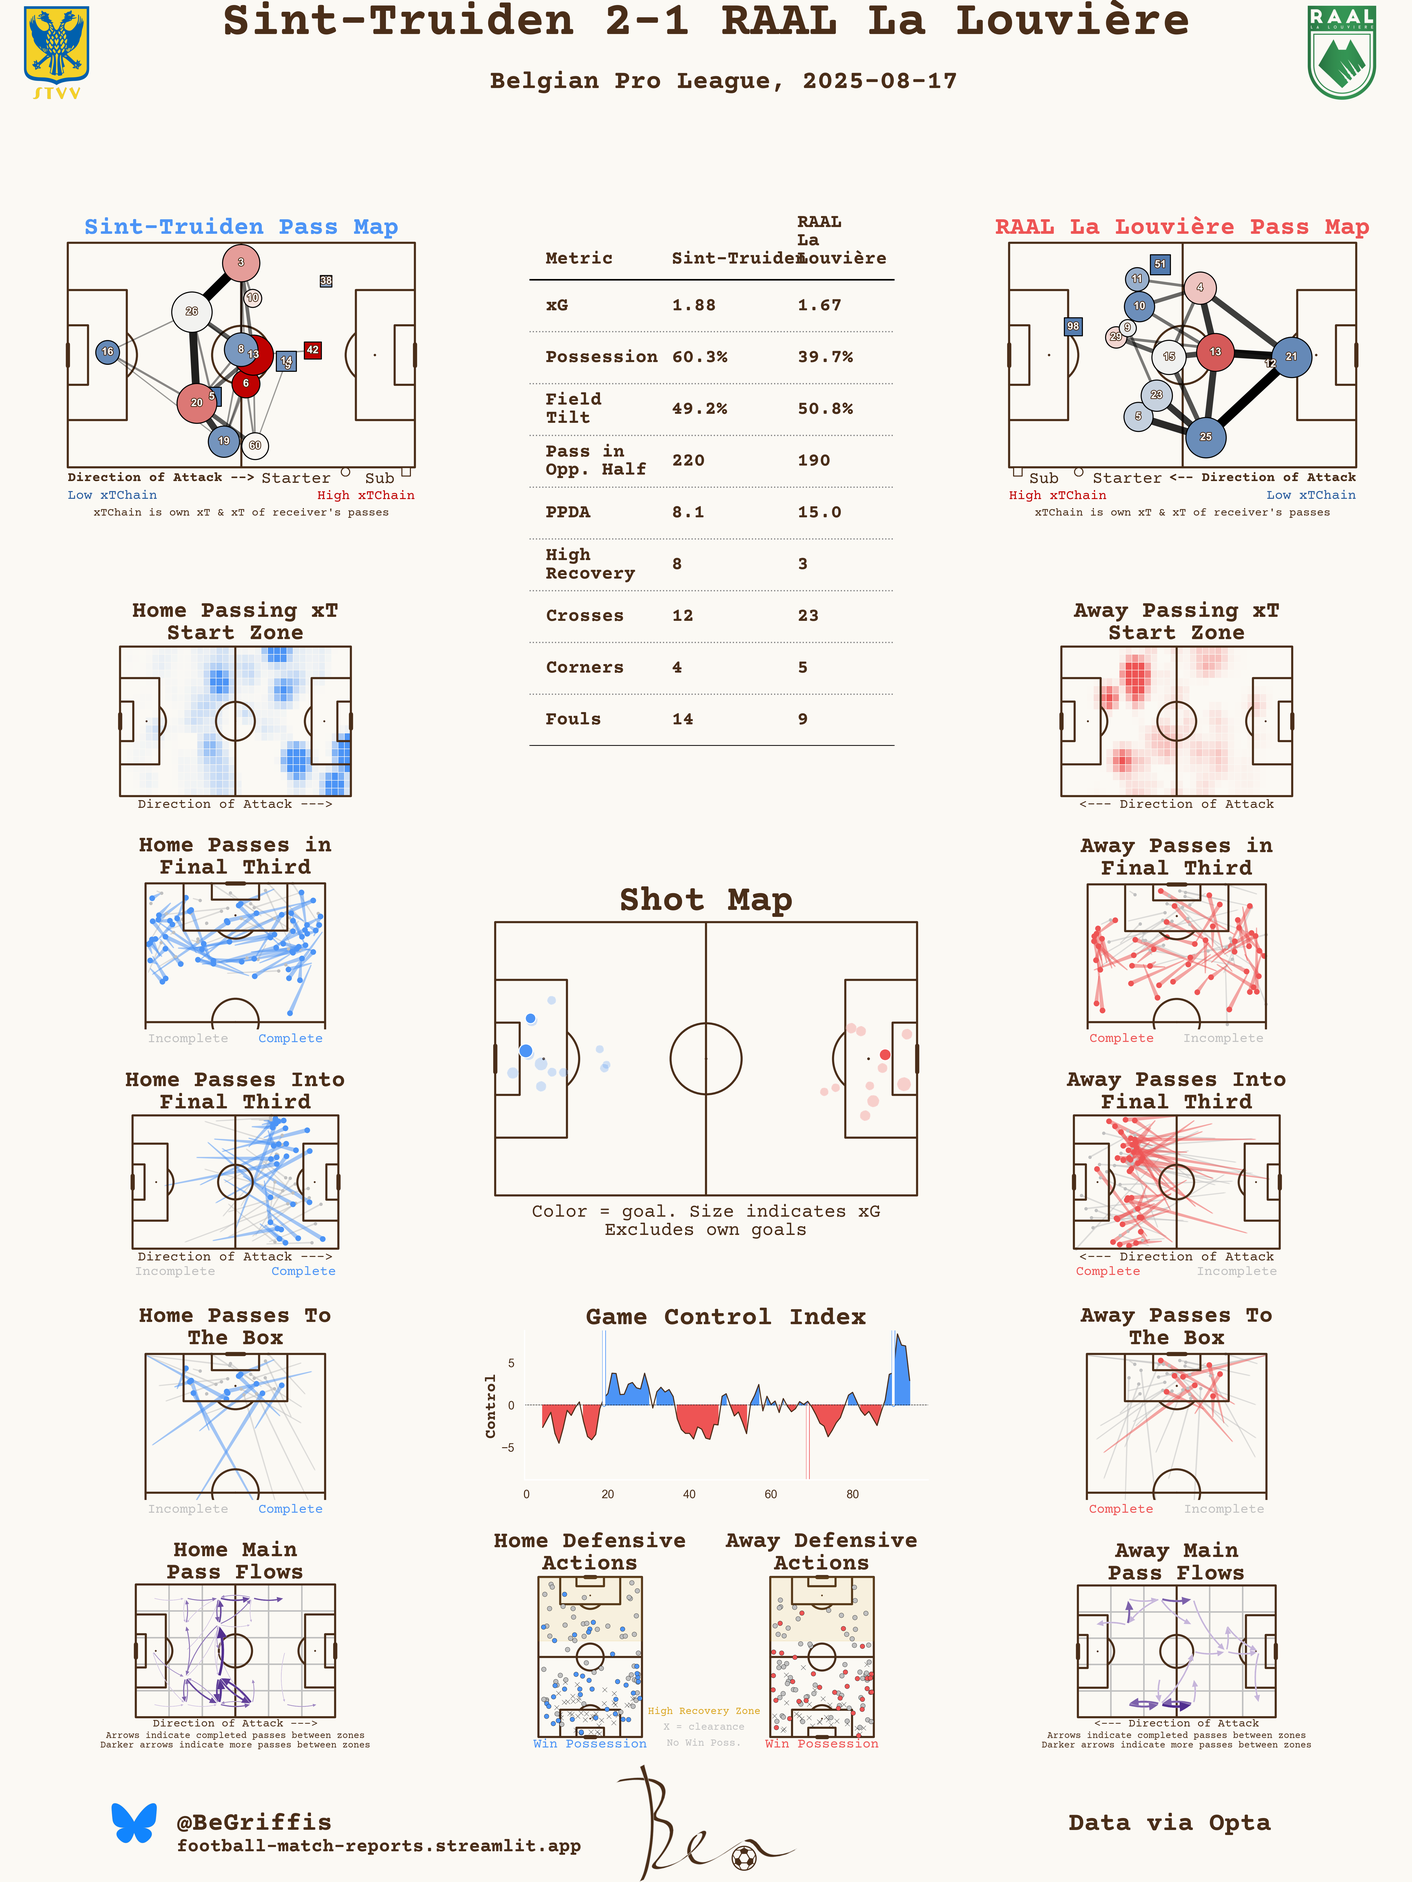 Sint-Truiden 2-1 RAAL La Louvière
Belgian Pro League, 2025-08-17
STVV
RAAL
LA LOUVIÈRE
Sint-Truiden Pass Map
3
38
10
26
16
8
13
14
9
42
6
5
20
19
60
Direction of Attack --> Starter Sub
Low xTChain High xTChain
xTChain is own xT & xT of receiver's passes
RAAL
La
Metric Sint-Truiden Louvière
xG 1.88 1.67
Possession 60.3% 39.7%
Field
Tilt 49.2% 50.8%
Pass in
Opp. Half 220 190
PPDA 8.1 15.0
High
Recovery 8 3
Crosses 12 23
Corners 4 5
Fouls 14 9
RAAL La Louvière Pass Map
51
11
4
10
98
9
29
15
13
12
21
23
5
25
Sub Starter <-- Direction of Attack
High xTChain Low xTChain
xTChain is own xT & xT of receiver's passes
Home Passing xT
Start Zone
Direction of Attack --->
Away Passing xT
Start Zone
<--- Direction of Attack
Home Passes in
Final Third
Incomplete Complete
Away Passes in
Final Third
Complete Incomplete
Shot Map
Color = goal. Size indicates xG
Excludes own goals
Home Passes Into
Final Third
Direction of Attack --->
Incomplete Complete
Away Passes Into
Final Third
<--- Direction of Attack
Complete Incomplete
Home Passes To
The Box
Incomplete Complete
Game Control Index
Control
5
0
−5
0 20 40 60 80
Away Passes To
The Box
Complete Incomplete
Home Main
Pass Flows
Direction of Attack --->
Arrows indicate completed passes between zones
Darker arrows indicate more passes between zones
Home Defensive
Actions
Win Possession
Away Defensive
Actions
Win Possession
High Recovery Zone
X = clearance
No Win Poss.
Away Main
Pass Flows
<--- Direction of Attack
Arrows indicate completed passes between zones
Darker arrows indicate more passes between zones
@BeGriffis
football-match-reports.streamlit.app
Ben
Data via Opta